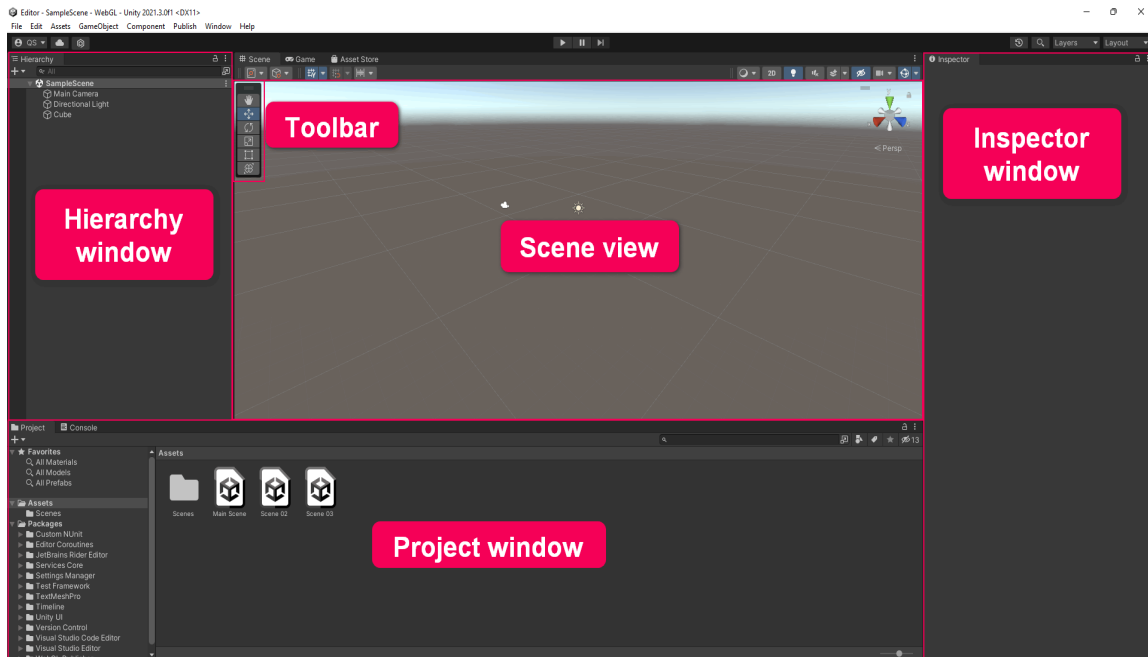 Editor - SampleScene - WebGL - Unity 2021.3.0f1 <DX11>
File Edit Assets GameObject Component Publish Window Help
QS Layers Layout
Hierarchy
All
SampleScene
Main Camera
Directional Light
Cube
Hierarchy
window
Scene Game Asset Store
2D
Toolbar
Persp
Scene view
Inspector
Inspector
window
Project Console
13
Favorites
All Materials
All Models
All Prefabs
Assets
Scenes
Packages
Custom NUnit
Editor Coroutines
JetBrains Rider Editor
Services Core
Settings Manager
Test Framework
TextMeshPro
Timeline
Unity UI
Version Control
Visual Studio Code Editor
Visual Studio Editor
Assets
Scenes Main Scene Scene 02 Scene 03
Project window